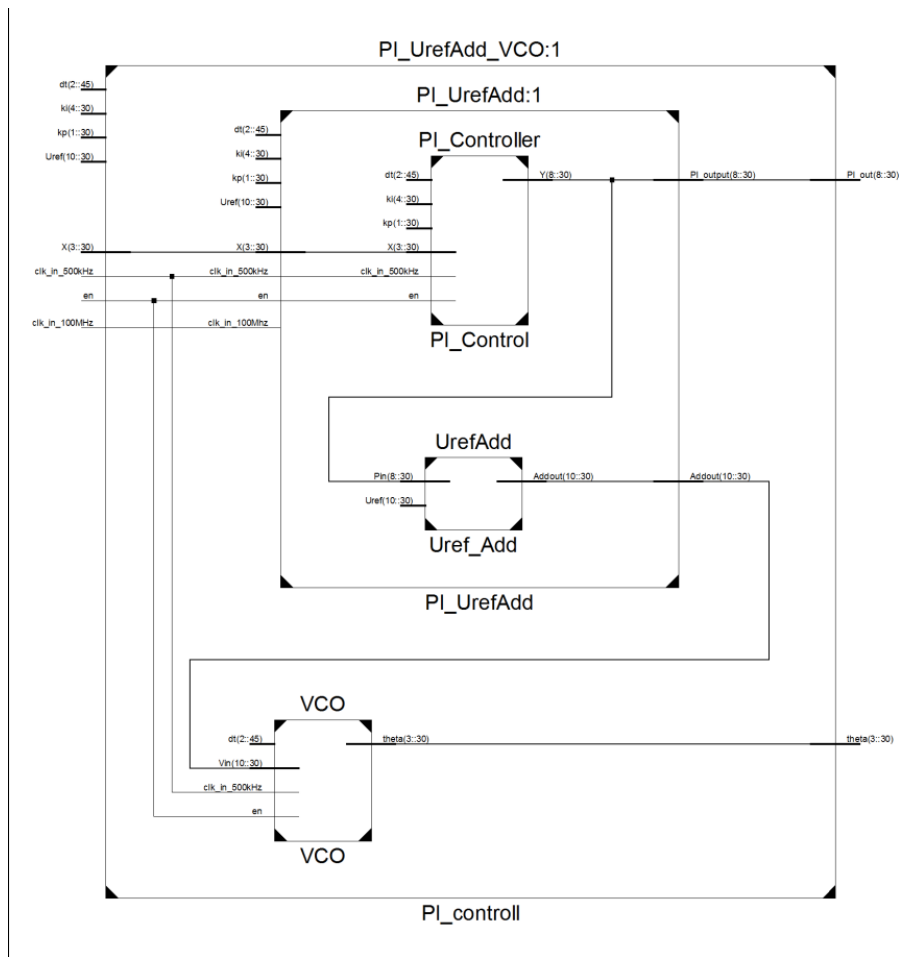 PI_UrefAdd_VCO:1
dt(2::45)
ki(4::30)
kp(1::30)
Uref(10::30)
X(3::30)
clk_in_500kHz
en
clk_in_100MHz
PI_UrefAdd:1
dt(2::45)
ki(4::30)
kp(1::30)
Uref(10::30)
X(3::30)
clk_in_500kHz
en
clk_in_100Mhz
PI_Controller
dt(2::45)
ki(4::30)
kp(1::30)
X(3::30)
clk_in_500kHz
en
Y(8::30)
PI_output(8::30)
PI_out(8::30)
PI_Control
UrefAdd
Pin(8::30)
Uref(10::30)
Addout(10::30)
Addout(10::30)
Uref_Add
PI_UrefAdd
VCO
dt(2::45)
Vin(10::30)
clk_in_500kHz
en
theta(3::30)
theta(3::30)
VCO
PI_controll